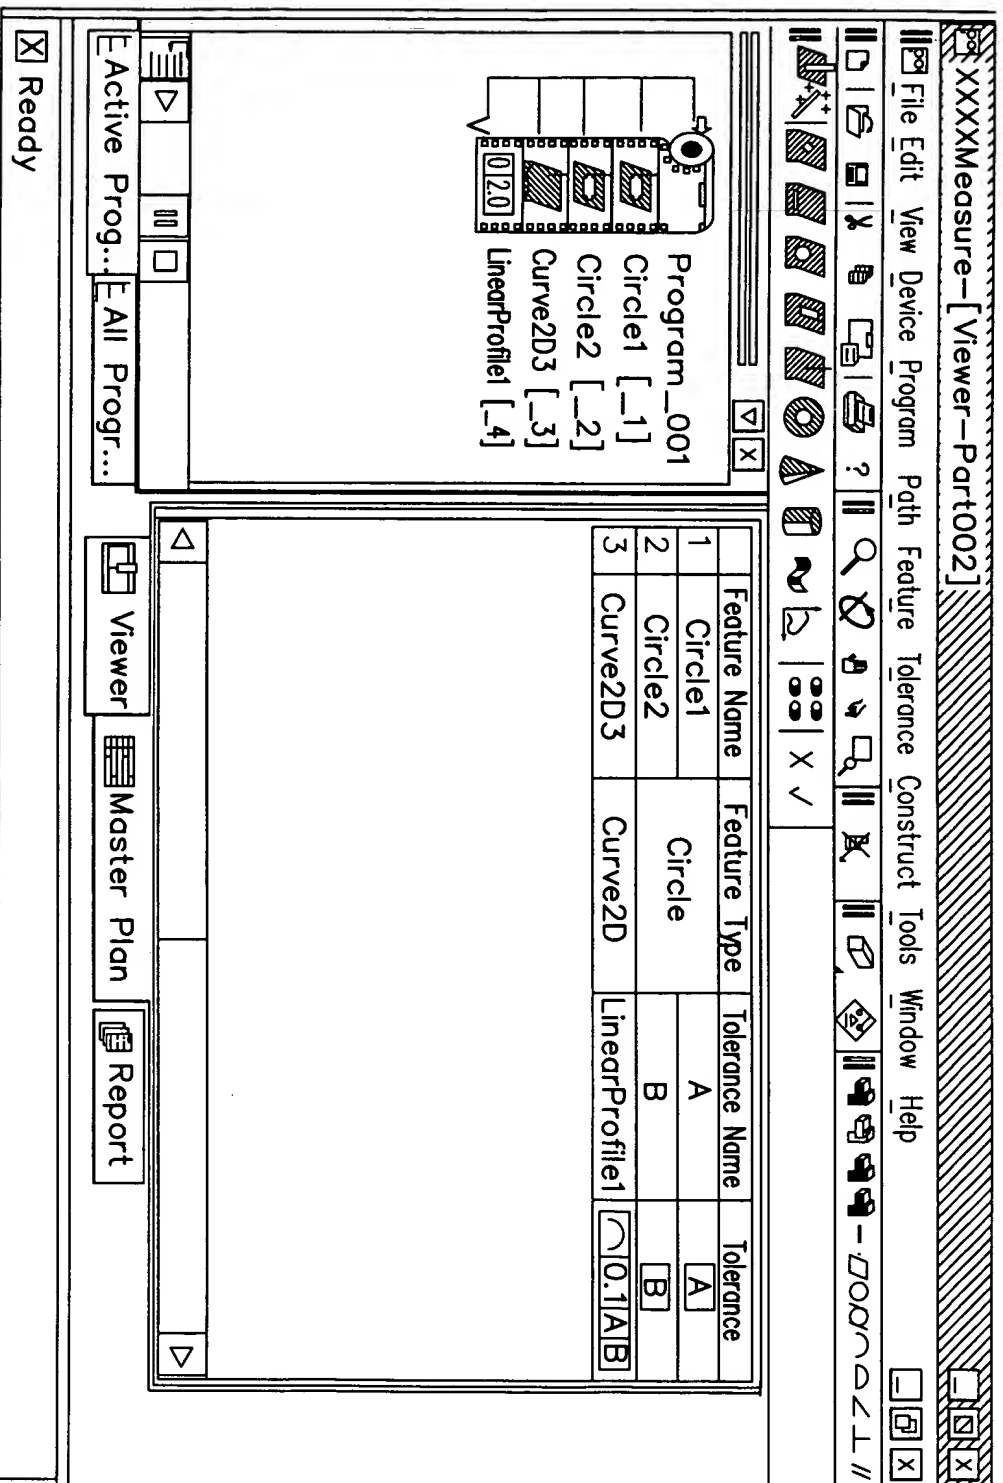 XXXXMeasure-[Viewer-Part002]
File Edit View Device Program Path Feature Tolerance Construct Tools Window Help
Program_001
Circle1 [_1]
Circle2 [_2]
Curve2D3 [_3]
LinearProfile1 [_4]
0 2.0
Active Prog... All Progr...
Feature Name Feature Type Tolerance Name Tolerance
1 Circle1 Circle A A
2 Circle2 B B
3 Curve2D3 Curve2D LinearProfile1 0.1 A B
Viewer Master Plan Report
Ready